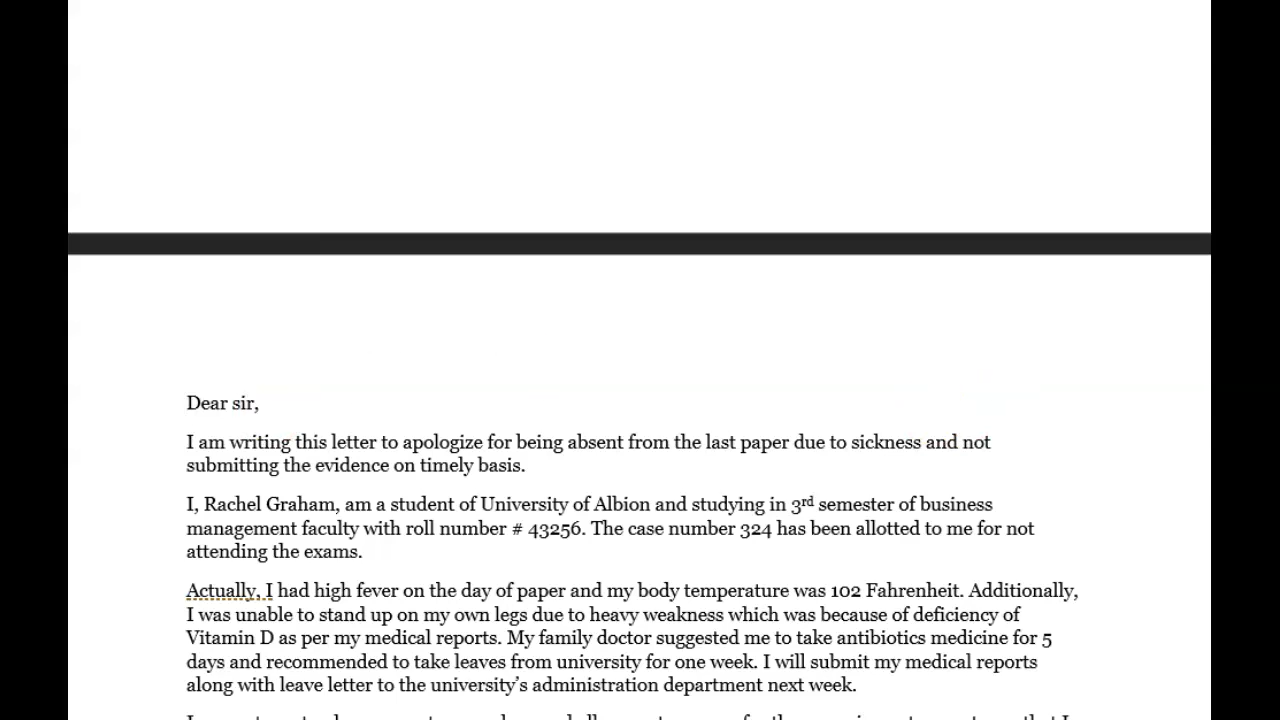 Dear sir,
I am writing this letter to apologize for being absent from the last paper due to sickness and not
submitting the evidence on timely basis.
I, Rachel Graham, am a student of University of Albion and studying in 3rd semester of business
management faculty with roll number # 43256. The case number 324 has been allotted to me for not
attending the exams.
Actually, I had high fever on the day of paper and my body temperature was 102 Fahrenheit. Additionally,
I was unable to stand up on my own legs due to heavy weakness which was because of deficiency of
Vitamin D as per my medical reports. My family doctor suggested me to take antibiotics medicine for 5
days and recommended to take leaves from university for one week. I will submit my medical reports
along with leave letter to the university’s administration department next week.